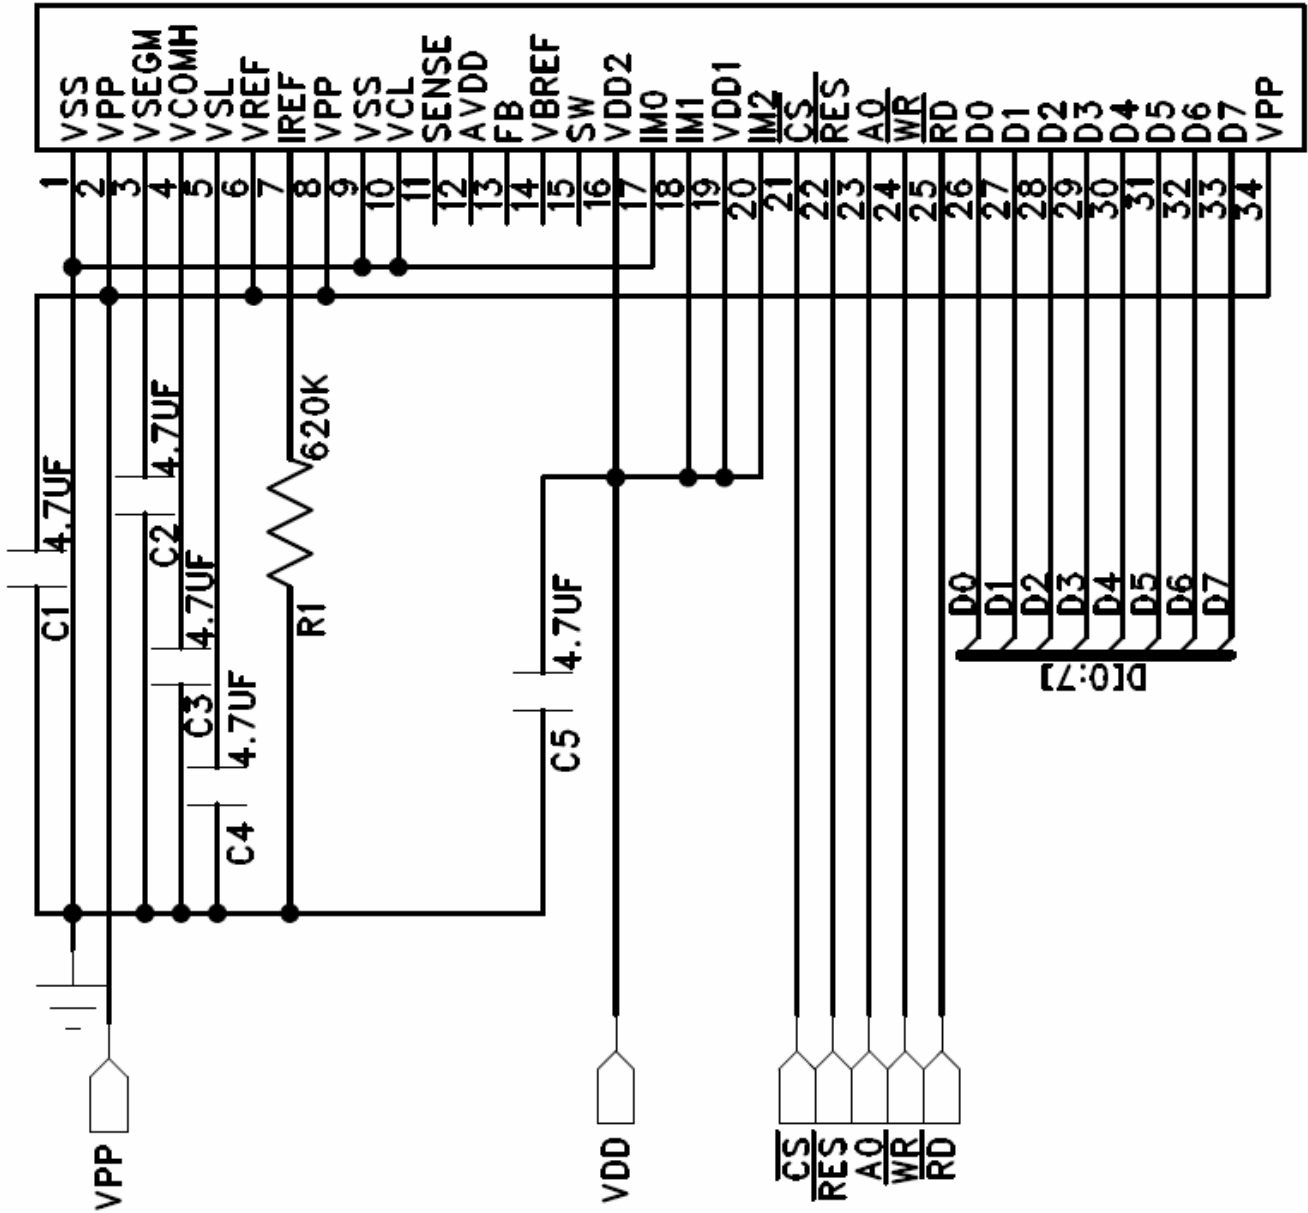 VSS
VPP
VSEGM
VCOMH
VSL
VREF
IREF
VPP
VSS
VCL
SENSE
AVDD
FB
VBREF
SW
VDD2
IM0
IM1
VDD1
IM2
CS
RES
A0
WR
RD
D0
D1
D2
D3
D4
D5
D6
D7
VPP
1
2
3
4
5
6
7
8
9
10
11
12
13
14
15
16
17
18
19
20
21
22
23
24
25
26
27
28
29
30
31
32
33
34
4.7UF
C1
4.7UF
C2
4.7UF
C3
4.7UF
C4
620K
R1
4.7UF
C5
D0
D1
D2
D3
D4
D5
D6
D7
D[0:7]
VPP
VDD
CS
RES
A0
WR
RD